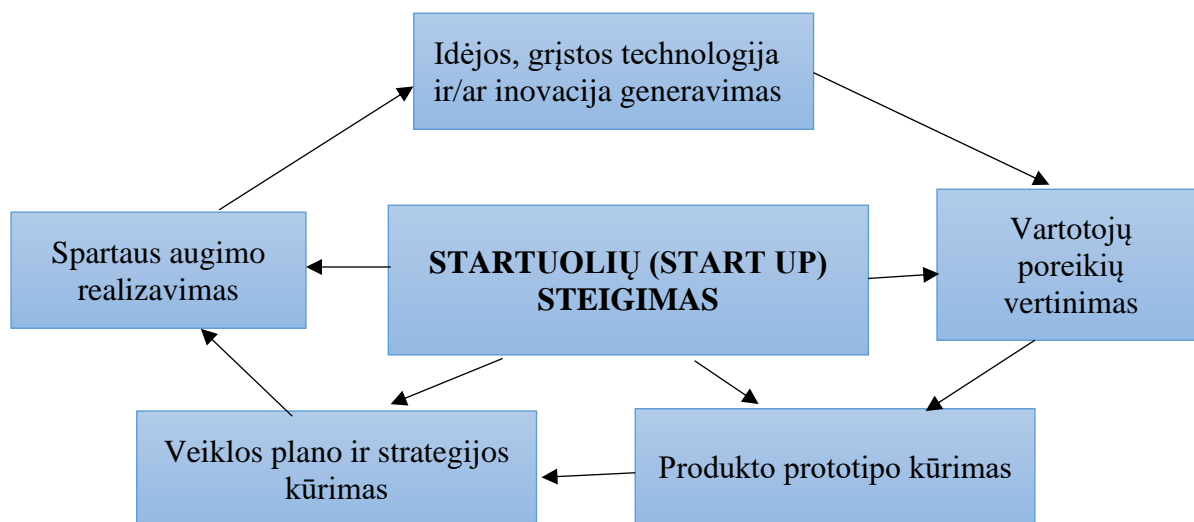 Idėjos, grįstos technologija
ir/ar inovacija generavimas
Spartaus augimo
realizavimas
STARTUOLIŲ (START UP)
STEIGIMAS
Vartotojų
poreikių
vertinimas
Veiklos plano ir strategijos
kūrimas
Produkto prototipo kūrimas